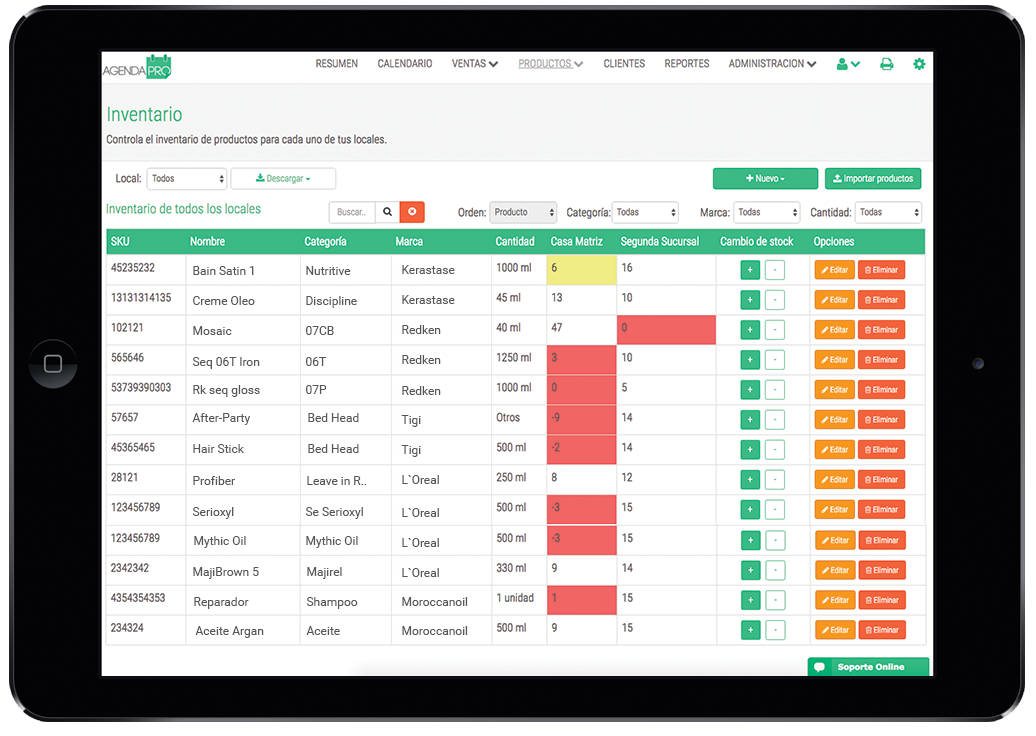 AGENDAPRO RESUMEN CALENDARIO VENTAS PRODUCTOS CLIENTES REPORTES ADMINISTRACION
Inventario
Controla el inventario de productos para cada uno de tus locales.
Local: Todos Descargar + Nuevo Importar productos
Inventario de todos los locales Buscar.. Orden: Producto Categoría: Todas Marca: Todas Cantidad: Todas
SKU Nombre Categoría Marca Cantidad Casa Matriz Segunda Sucursal Cambio de stock Opciones
45235232 Bain Satin 1 Nutritive Kerastase 1000 ml 6 16 + - Editar Eliminar
13131314135 Creme Oleo Discipline Kerastase 45 ml 13 10 + - Editar Eliminar
102121 Mosaic 07CB Redken 40 ml 47 0 + - Editar Eliminar
565646 Seq 06T Iron 06T Redken 1250 ml 3 10 + - Editar Eliminar
53739390303 Rk seq gloss 07P Redken 1000 ml 0 5 + - Editar Eliminar
57657 After-Party Bed Head Tigi Otros -9 14 + - Editar Eliminar
45365465 Hair Stick Bed Head Tigi 500 ml -2 14 + - Editar Eliminar
28121 Profiber Leave in R.. L`Oreal 250 ml 8 12 + - Editar Eliminar
123456789 Serioxyl Se Serioxyl L`Oreal 500 ml -3 15 + - Editar Eliminar
123456789 Mythic Oil Mythic Oil L`Oreal 500 ml -3 15 + - Editar Eliminar
2342342 MajiBrown 5 Majirel L`Oreal 330 ml 9 14 + - Editar Eliminar
4354354353 Reparador Shampoo Moroccanoil 1 unidad 1 15 + - Editar Eliminar
234324 Aceite Argan Aceite Moroccanoil 500 ml 9 15 + - Editar Eliminar
Soporte Online